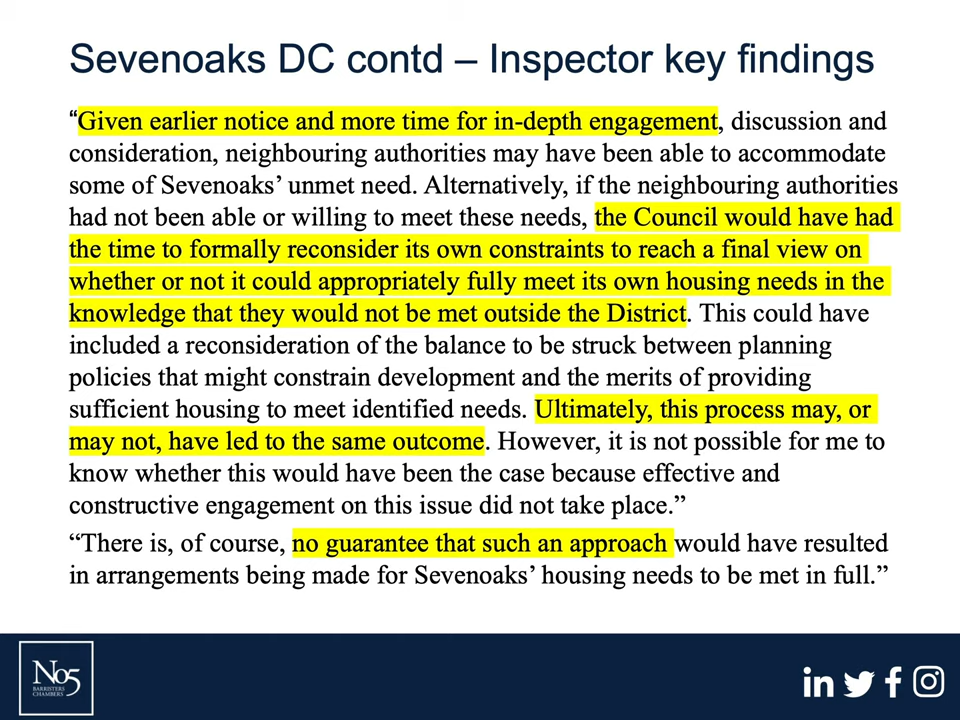 Sevenoaks DC contd – Inspector key findings
“Given earlier notice and more time for in-depth engagement, discussion and
consideration, neighbouring authorities may have been able to accommodate
some of Sevenoaks’ unmet need. Alternatively, if the neighbouring authorities
had not been able or willing to meet these needs, the Council would have had
the time to formally reconsider its own constraints to reach a final view on
whether or not it could appropriately fully meet its own housing needs in the
knowledge that they would not be met outside the District. This could have
included a reconsideration of the balance to be struck between planning
policies that might constrain development and the merits of providing
sufficient housing to meet identified needs. Ultimately, this process may, or
may not, have led to the same outcome. However, it is not possible for me to
know whether this would have been the case because effective and
constructive engagement on this issue did not take place.”
“There is, of course, no guarantee that such an approach would have resulted
in arrangements being made for Sevenoaks’ housing needs to be met in full.”
No5
BARRISTERS
CHAMBERS